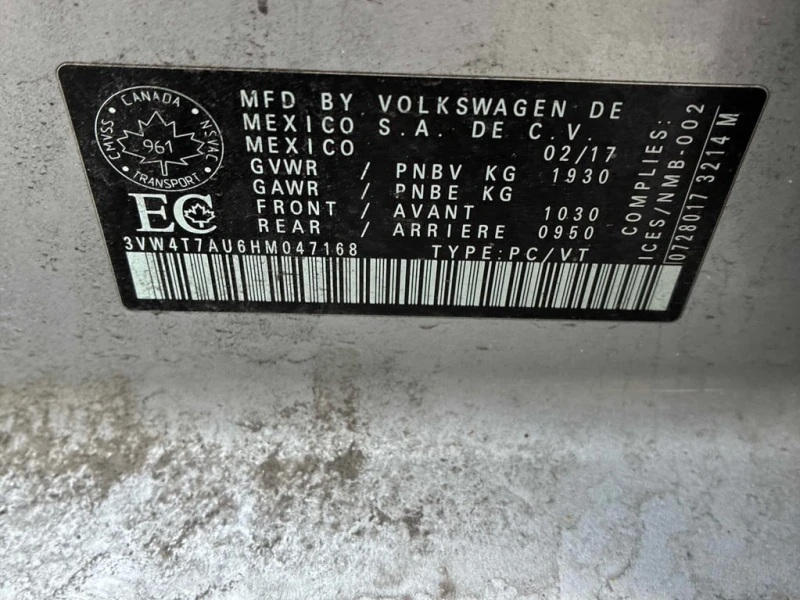 CANADA
CMVSS
961
NSVAC
TRANSPORT
EC
MFD BY VOLKSWAGEN DE
MEXICO S.A. DE C.V.
MEXICO 02/17
GVWR / PNBV KG 1930
GAWR / PNBE KG
FRONT / AVANT 1030
REAR / ARRIERE 0950
3VW4T7AU6HM047168 TYPE:PC/VT
COMPLIES:
ICES/NMB-002
0728017 3214 M